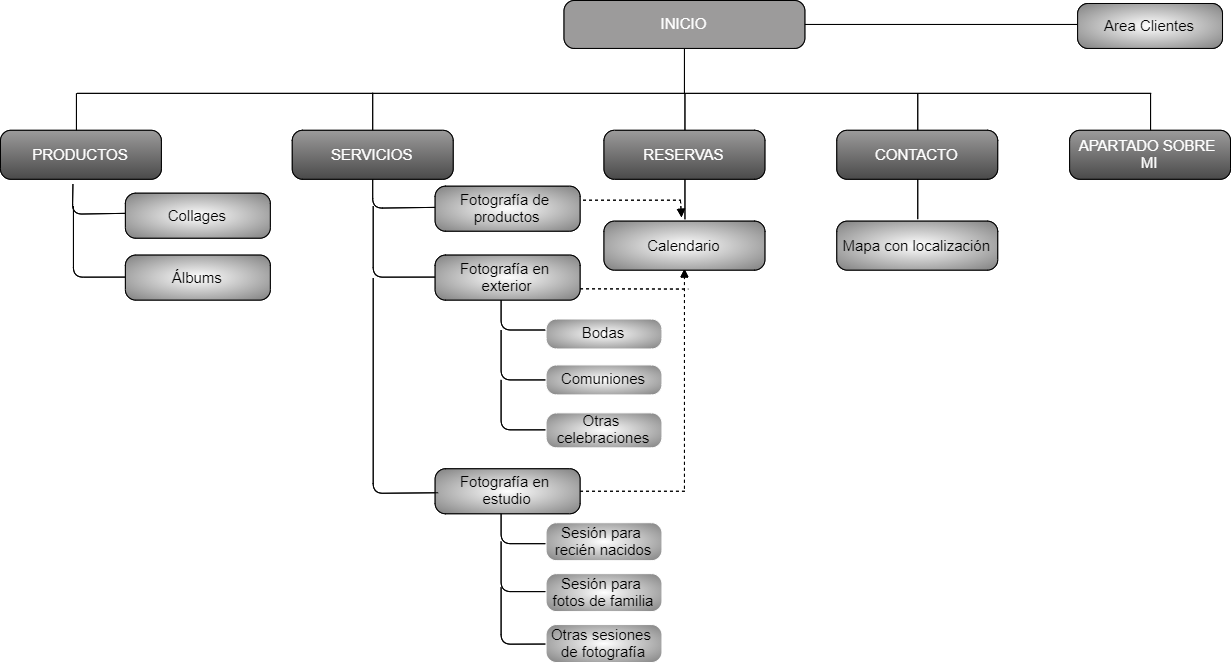 INICIO
Area Clientes
PRODUCTOS
SERVICIOS
RESERVAS
CONTACTO
APARTADO SOBRE
MI
Collages
Álbums
Fotografía de
productos
Fotografía en
exterior
Bodas
Comuniones
Otras
celebraciones
Fotografía en
estudio
Sesión para
recién nacidos
Sesión para
fotos de familia
Otras sesiones
de fotografía
Calendario
Mapa con localización